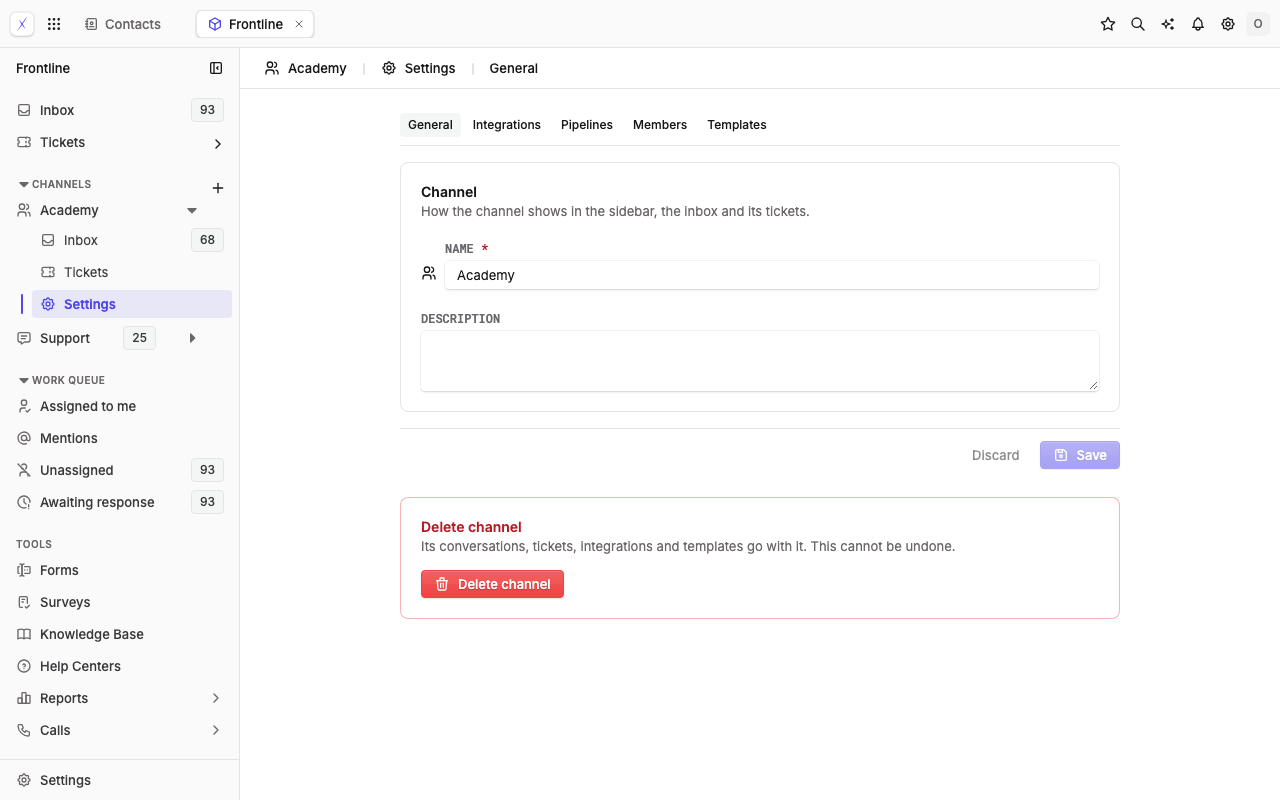 Contacts
Frontline
O
Frontline
Academy
Settings
General
Inbox 93
Tickets
CHANNELS
Academy
Inbox 68
Tickets
Settings
Support 25
WORK QUEUE
Assigned to me
Mentions
Unassigned 93
Awaiting response 93
TOOLS
Forms
Surveys
Knowledge Base
Help Centers
Reports
Calls
Settings
General Integrations Pipelines Members Templates
Channel
How the channel shows in the sidebar, the inbox and its tickets.
NAME *
Academy
DESCRIPTION
Discard Save
Delete channel
Its conversations, tickets, integrations and templates go with it. This cannot be undone.
Delete channel